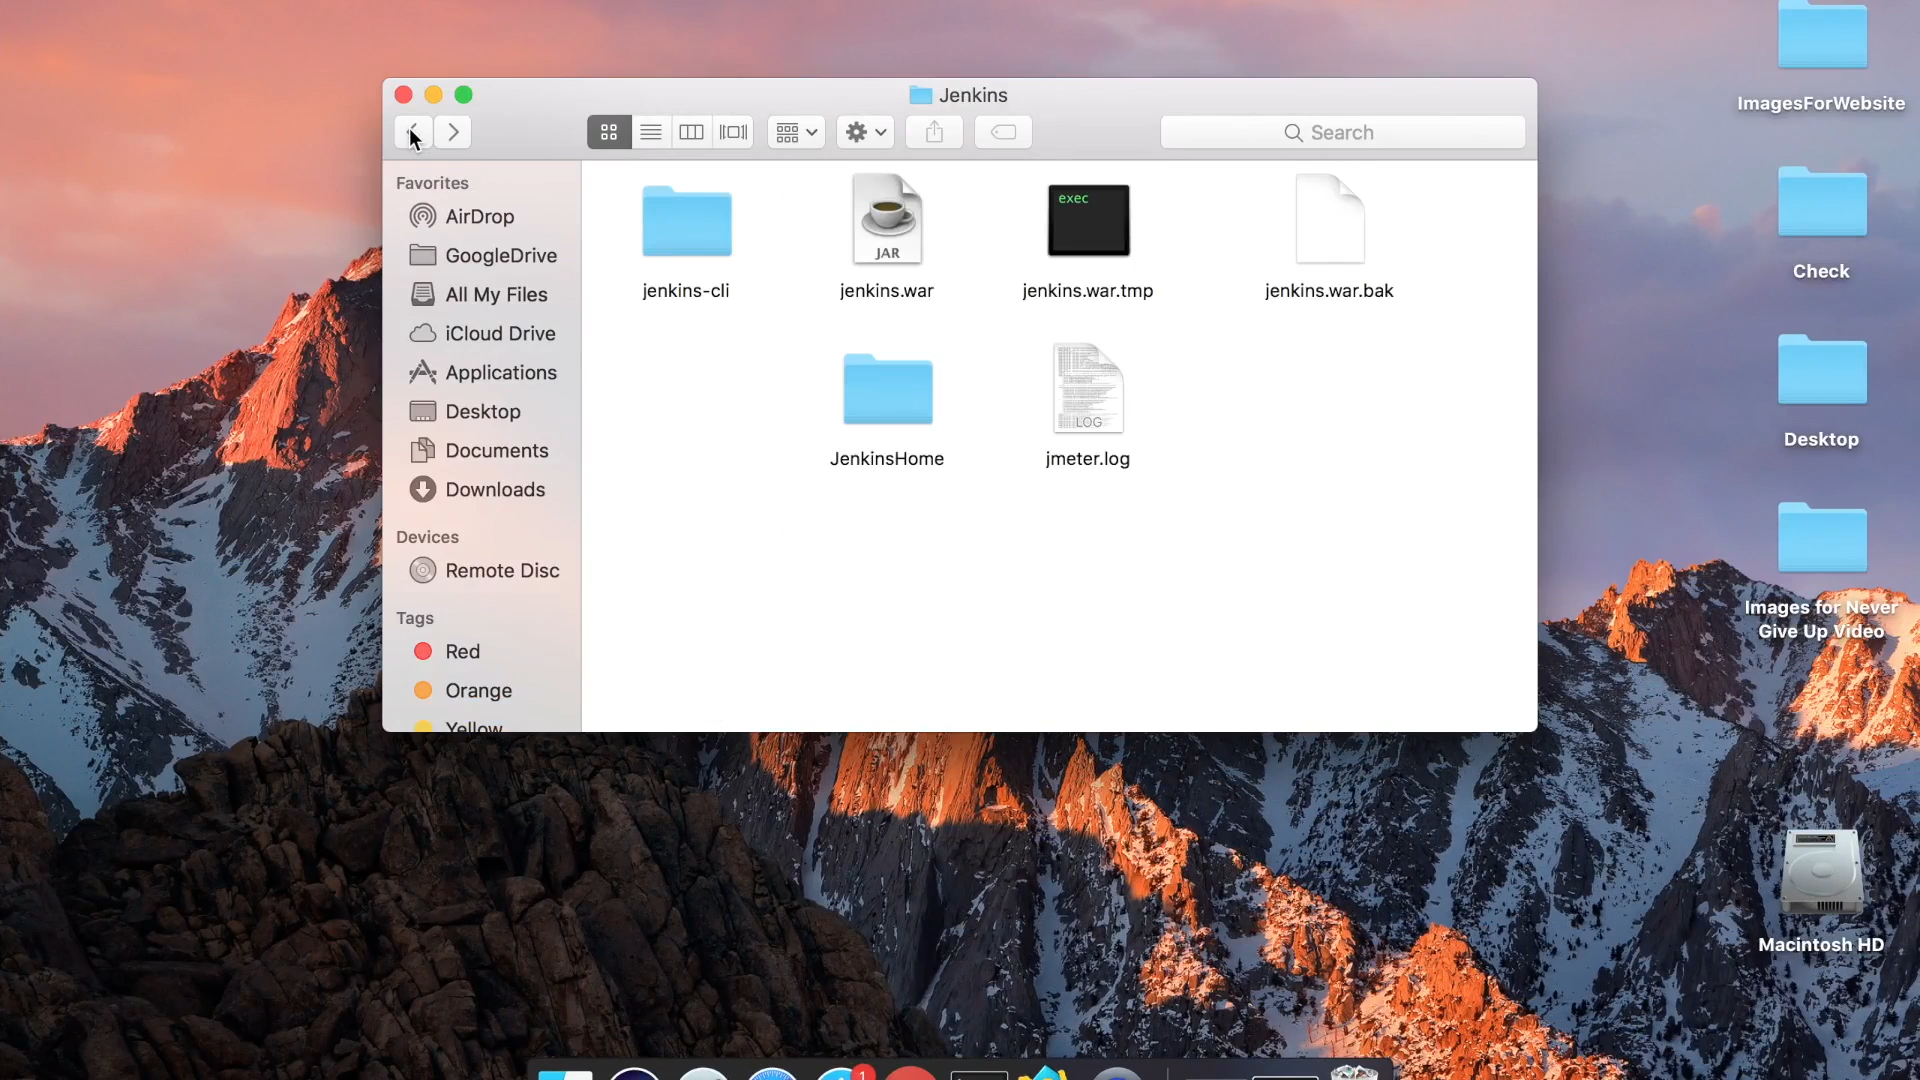 Jenkins
Search
Favorites
AirDrop
GoogleDrive
All My Files
iCloud Drive
Applications
Desktop
Documents
Downloads
Devices
Remote Disc
Tags
Red
Orange
Yellow
JAR
exec
jenkins-cli
jenkins.war
jenkins.war.tmp
jenkins.war.bak
LOG
JenkinsHome
jmeter.log
ImagesForWebsite
Check
Desktop
Images for Never
Give Up Video
Macintosh HD
1